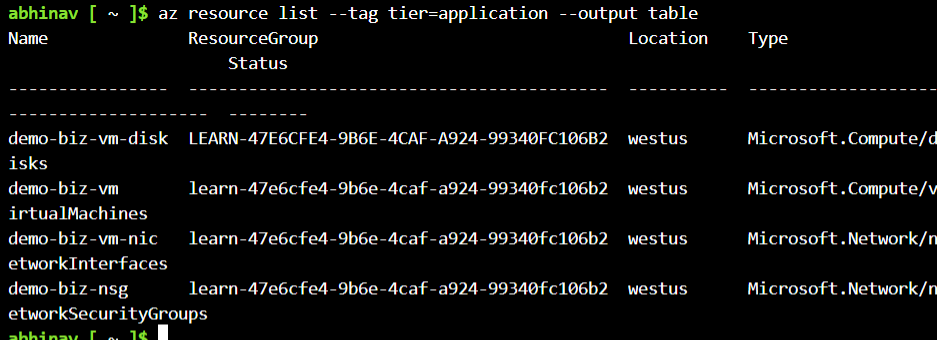 abhinav [ ~ ]$ az resource list --tag tier=application --output table
Name ResourceGroup Location Type
Status
---------------- ------------------------------------------ ---------- -------------------
-------------------- --------
demo-biz-vm-disk LEARN-47E6CFE4-9B6E-4CAF-A924-99340FC106B2 westus Microsoft.Compute/d
isks
demo-biz-vm learn-47e6cfe4-9b6e-4caf-a924-99340fc106b2 westus Microsoft.Compute/v
irtualMachines
demo-biz-vm-nic learn-47e6cfe4-9b6e-4caf-a924-99340fc106b2 westus Microsoft.Network/n
etworkInterfaces
demo-biz-nsg learn-47e6cfe4-9b6e-4caf-a924-99340fc106b2 westus Microsoft.Network/n
etworkSecurityGroups
abhinav [ ~ ]$